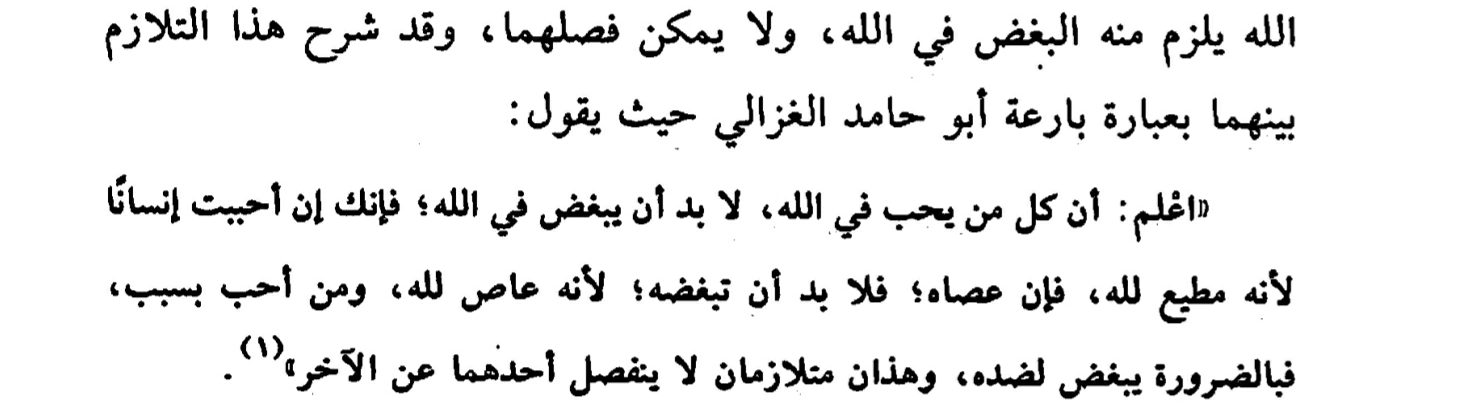 الله يلزم منه البغض في الله، ولا يمكن فصلهما، وقد شرح هذا التلازم
بينهما بعبارة بارعة أبو حامد الغزالي حيث يقول:
«اعْلم: أن كل من يحب في الله، لا بد أن يبغض في الله؛ فإنك إن أحببت إنسانًا
لأنه مطيع لله، فإن عصاه؛ فلا بد أن تبغضه؛ لأنه عاص لله، ومن أحب بسبب،
فبالضرورة يبغض لضده، وهذان متلازمان لا ينفصل أحدهما عن الآخر»(١).